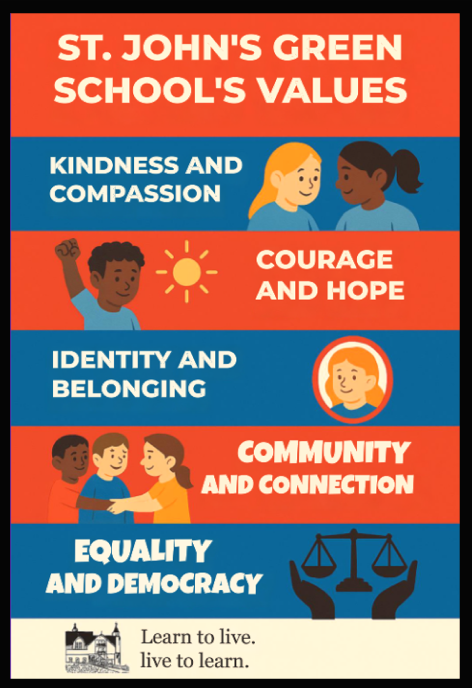 ST. JOHN'S GREEN
SCHOOL'S VALUES
KINDNESS AND
COMPASSION
COURAGE
AND HOPE
IDENTITY AND
BELONGING
COMMUNITY
AND CONNECTION
EQUALITY
AND DEMOCRACY
Learn to live.
live to learn.